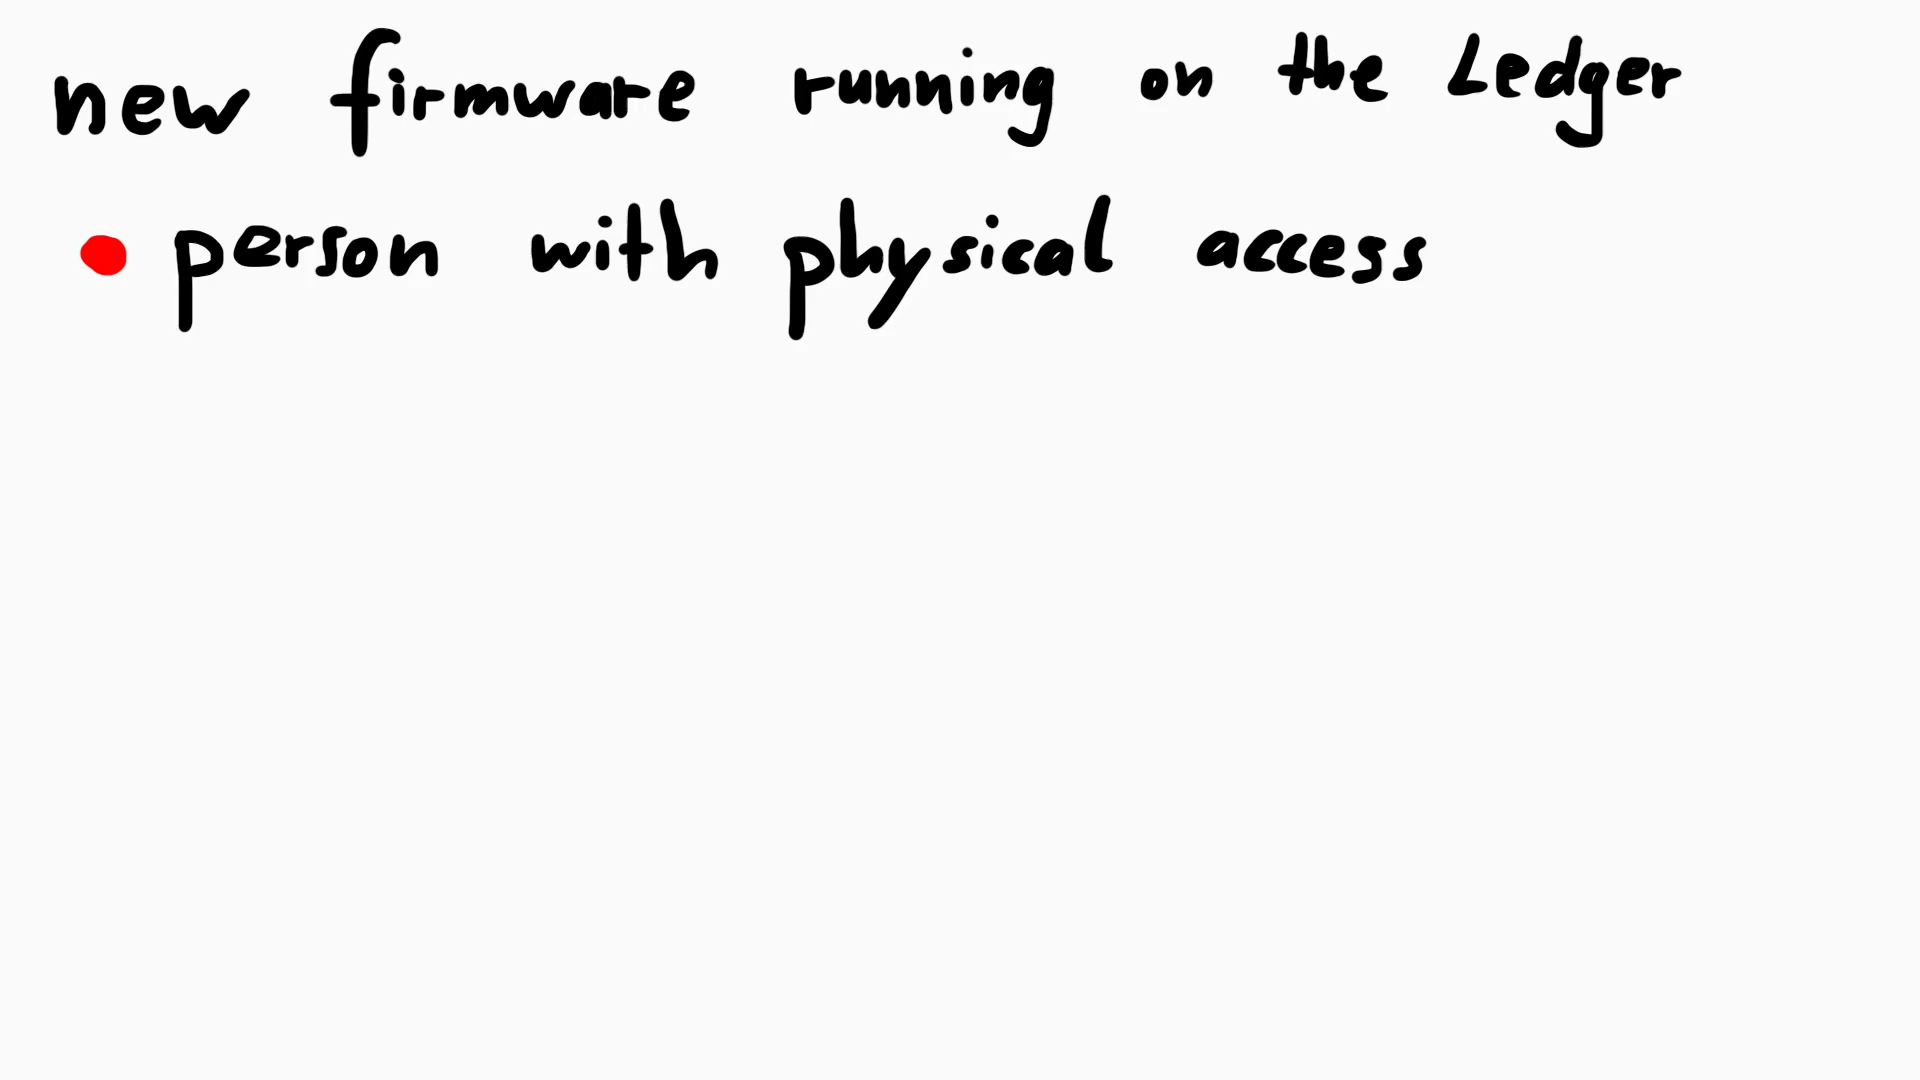 new firmware running on the Ledger
• person with physical access